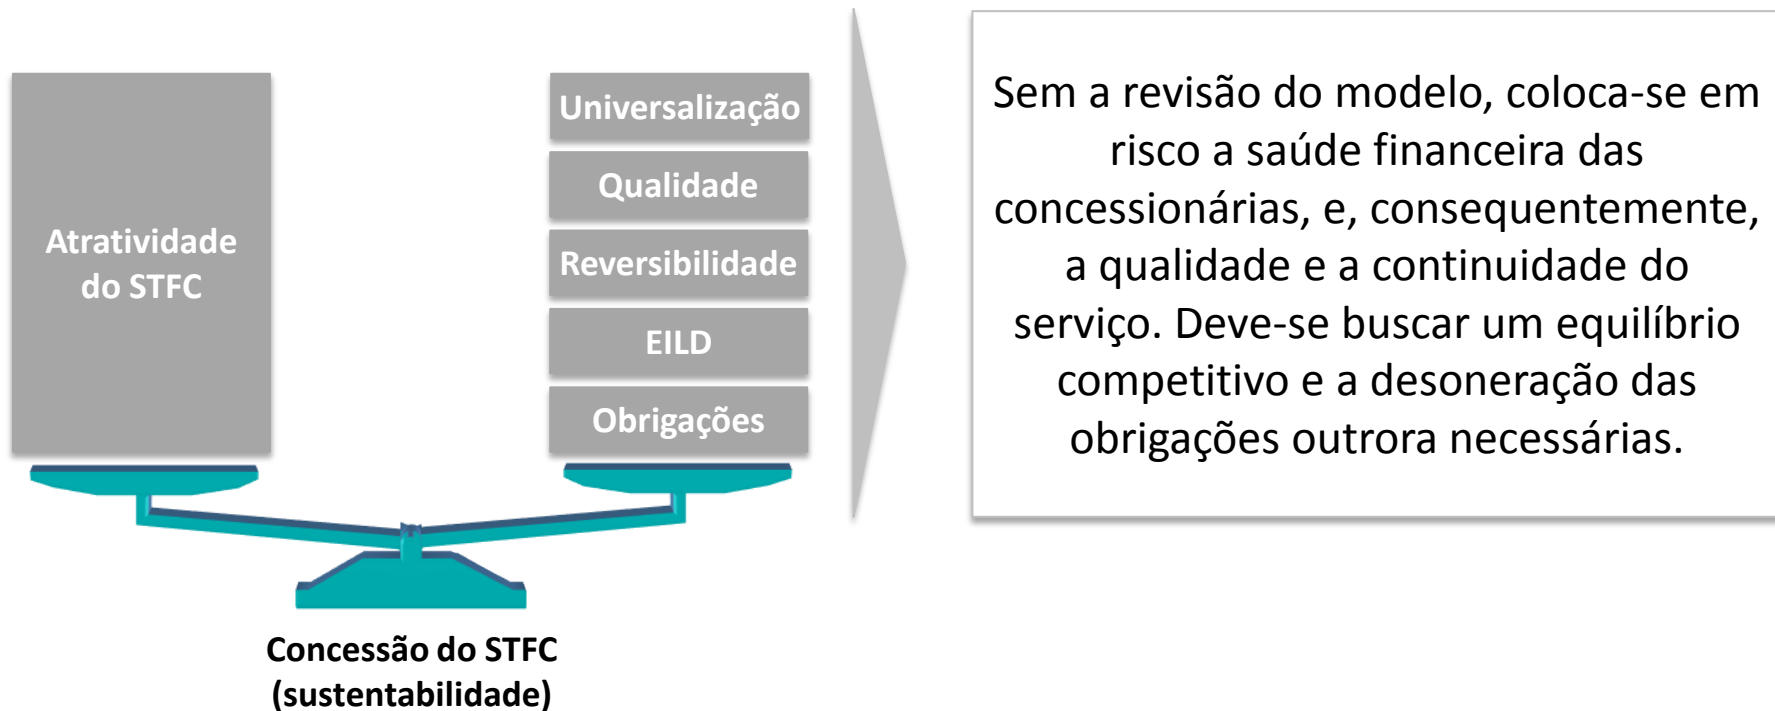 Atratividade
do STFC
Universalização
Qualidade
Reversibilidade
EILD
Obrigações
Concessão do STFC
(sustentabilidade)
Sem a revisão do modelo, coloca-se em
risco a saúde financeira das
concessionárias, e, consequentemente,
a qualidade e a continuidade do
serviço. Deve-se buscar um equilíbrio
competitivo e a desoneração das
obrigações outrora necessárias.